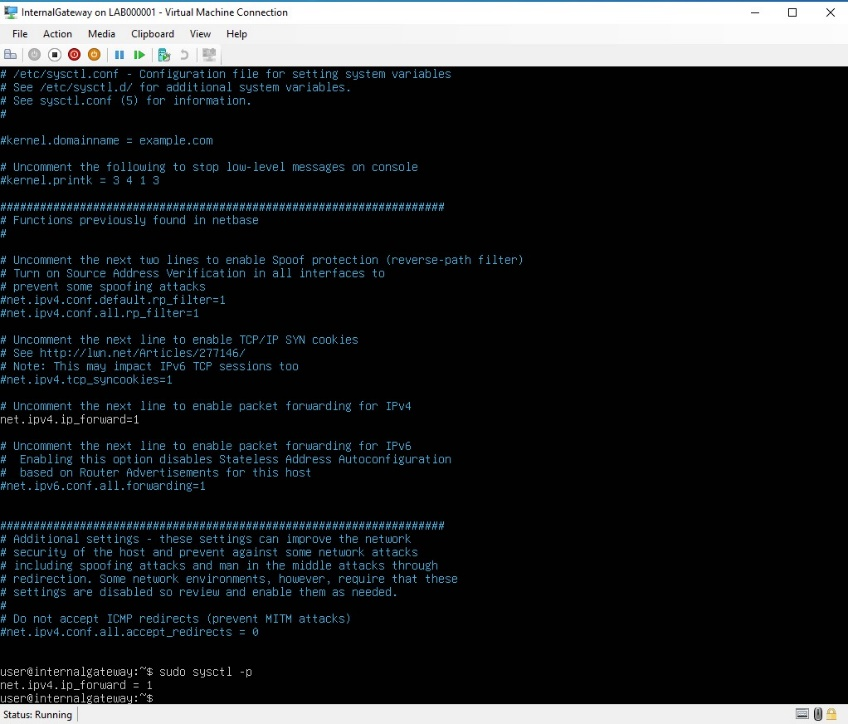 InternalGateway on LAB000001 - Virtual Machine Connection
File Action Media Clipboard View Help
# /etc/sysctl.conf - Configuration file for setting system variables
# See /etc/sysctl.d/ for additional system variables.
# See sysctl.conf (5) for information.
#
#kernel.domainname = example.com
# Uncomment the following to stop low-level messages on console
#kernel.printk = 3 4 1 3
###################################################################
# Functions previously found in netbase
#
# Uncomment the next two lines to enable Spoof protection (reverse-path filter)
# Turn on Source Address Verification in all interfaces to
# prevent some spoofing attacks
#net.ipv4.conf.default.rp_filter=1
#net.ipv4.conf.all.rp_filter=1
# Uncomment the next line to enable TCP/IP SYN cookies
# See http://lwn.net/Articles/277146/
# Note: This may impact IPv6 TCP sessions too
#net.ipv4.tcp_syncookies=1
# Uncomment the next line to enable packet forwarding for IPv4
net.ipv4.ip_forward=1
# Uncomment the next line to enable packet forwarding for IPv6
#  Enabling this option disables Stateless Address Autoconfiguration
#  based on Router Advertisements for this host
#net.ipv6.conf.all.forwarding=1
###################################################################
# Additional settings - these settings can improve the network
# security of the host and prevent against some network attacks
# including spoofing attacks and man in the middle attacks through
# redirection. Some network environments, however, require that these
# settings are disabled so review and enable them as needed.
#
# Do not accept ICMP redirects (prevent MITM attacks)
#net.ipv4.conf.all.accept_redirects = 0
user@internalgateway:~$ sudo sysctl -p
net.ipv4.ip_forward = 1
user@internalgateway:~$
Status: Running